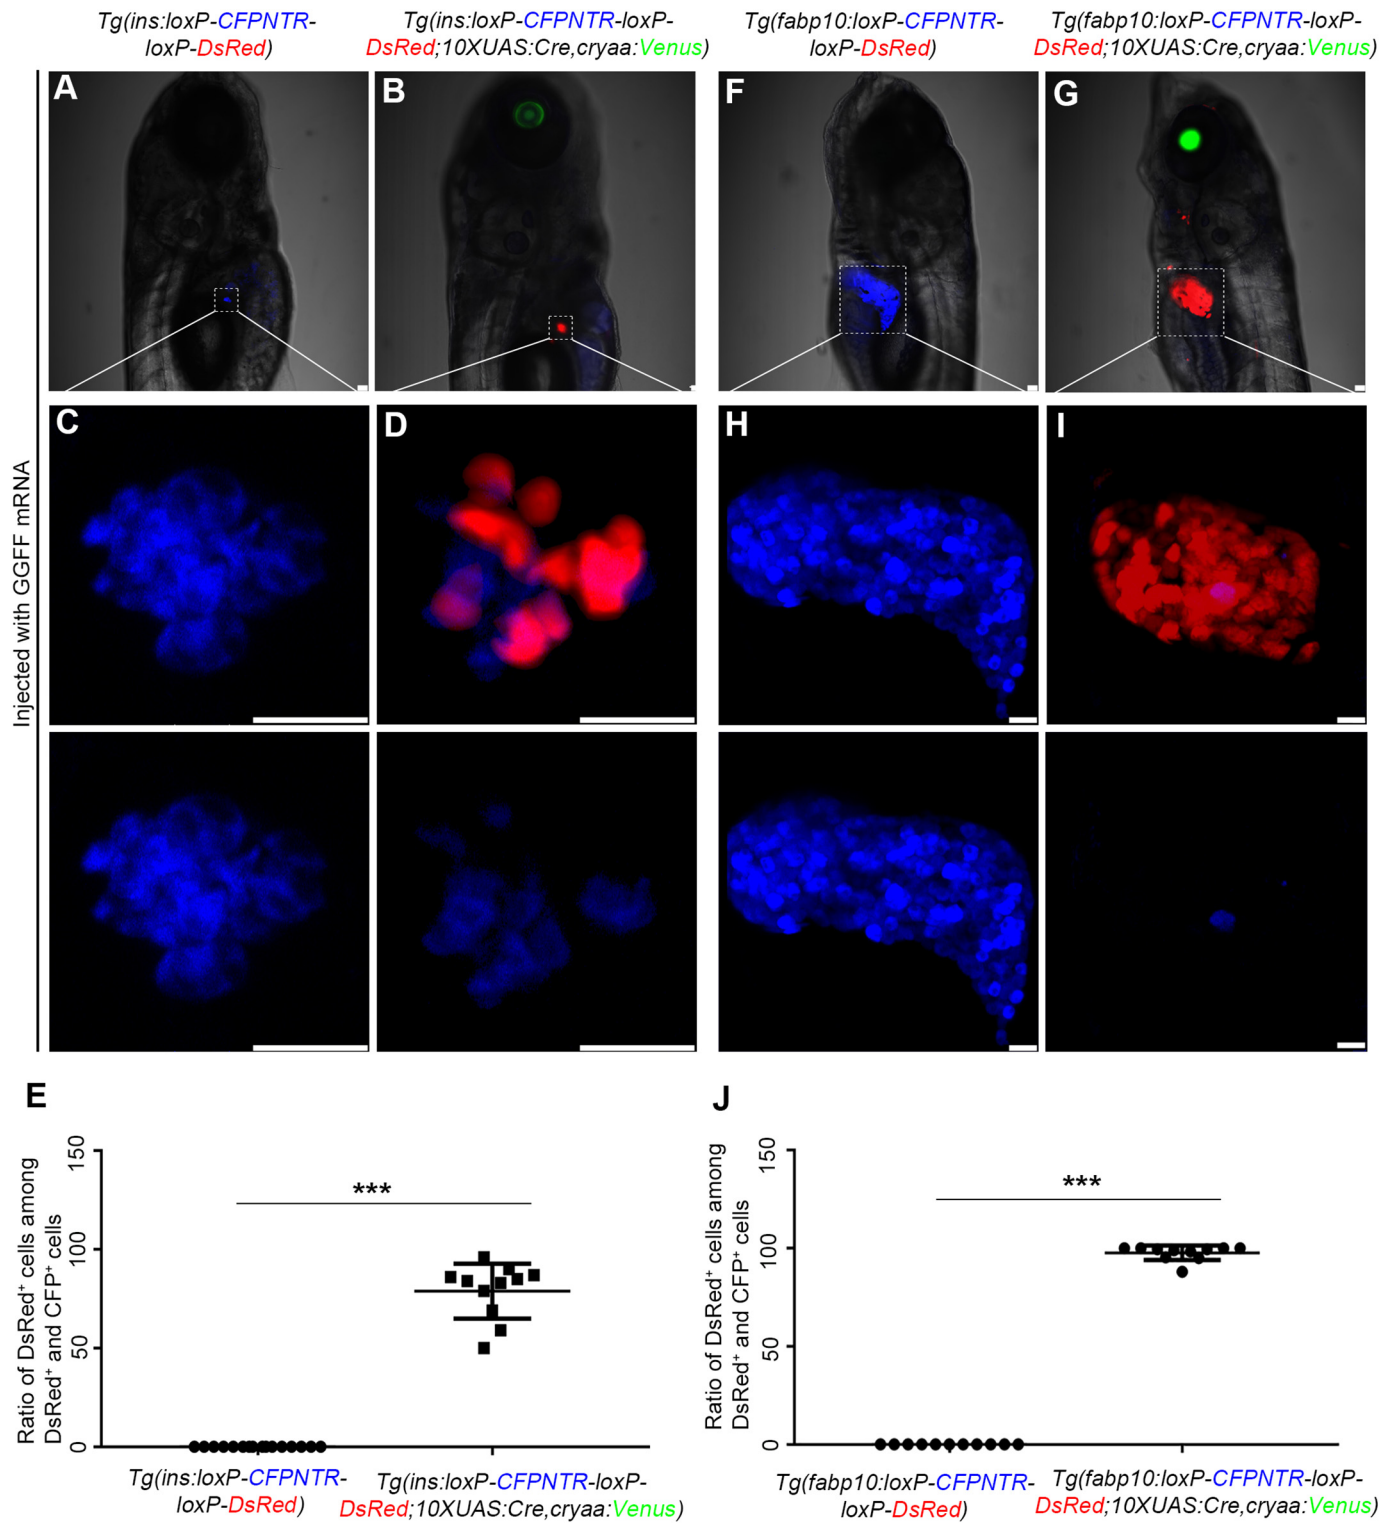 Tg(ins:loxP-CFPNTR-
loxP-DsRed)
Tg(ins:loxP-CFPNTR-loxP-
DsRed;10XUAS:Cre,cryaa:Venus)
Tg(fabp10:loxP-CFPNTR-
loxP-DsRed)
Tg(fabp10:loxP-CFPNTR-loxP-
DsRed;10XUAS:Cre,cryaa:Venus)
Injected with GGFF mRNA
A
B
F
G
C
D
H
I
E
Ratio of DsRed⁺ cells among
DsRed⁺ and CFP⁺ cells
150
100
50
0
***
Tg(ins:loxP-CFPNTR-
loxP-DsRed)
Tg(ins:loxP-CFPNTR-loxP-
DsRed;10XUAS:Cre,cryaa:Venus)
J
Ratio of DsRed⁺ cells among
DsRed⁺ and CFP⁺ cells
150
100
50
0
***
Tg(fabp10:loxP-CFPNTR-
loxP-DsRed)
Tg(fabp10:loxP-CFPNTR-loxP-
DsRed;10XUAS:Cre,cryaa:Venus)